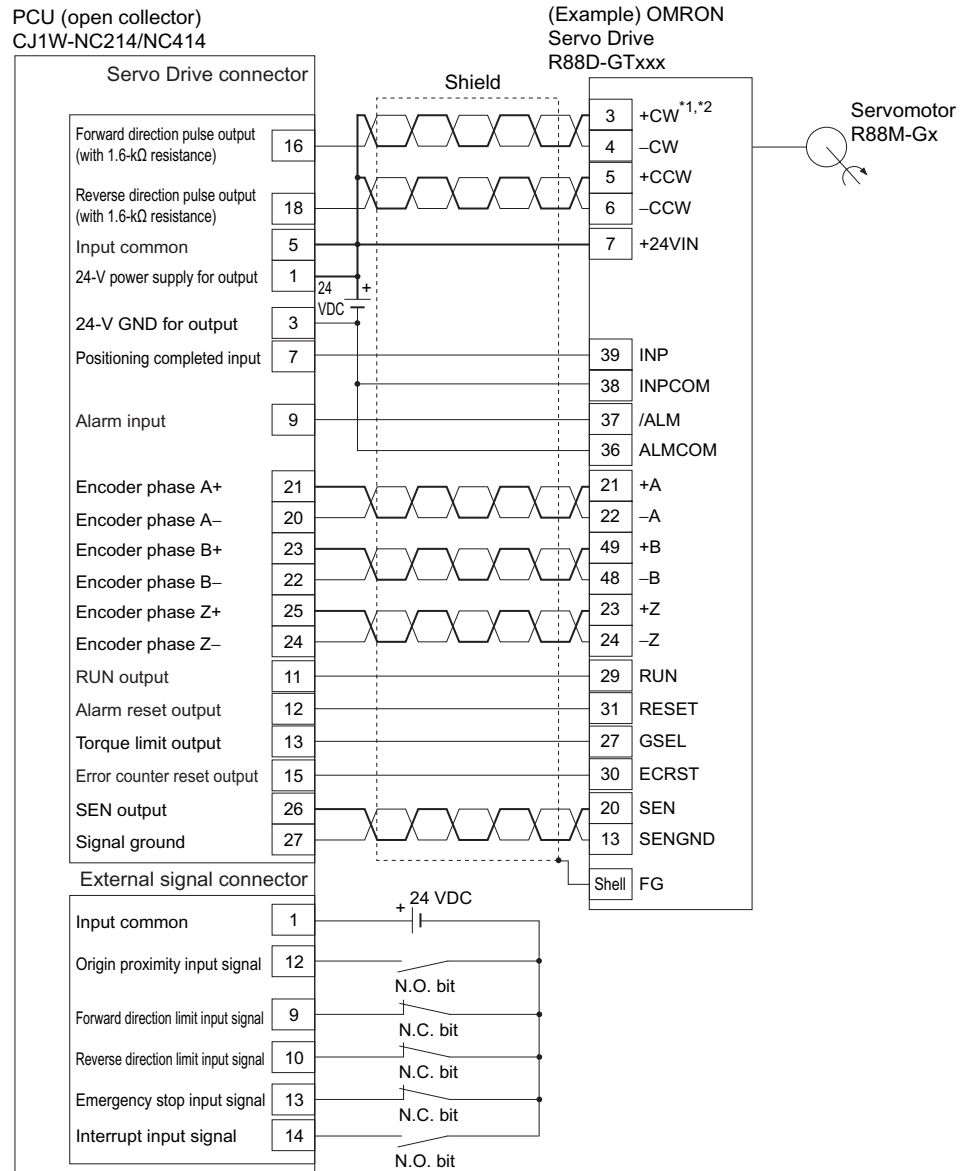 PCU (open collector)
CJ1W-NC214/NC414
(Example) OMRON
Servo Drive
R88D-GTxxx
Servo Drive connector
Shield
Servomotor
R88M-Gx
Forward direction pulse output
(with 1.6-kΩ resistance)
16
3
+CW*1,*2
4
−CW
Reverse direction pulse output
(with 1.6-kΩ resistance)
18
5
+CCW
6
−CCW
Input common
5
7
+24VIN
24-V power supply for output
1
24
VDC
+
24-V GND for output
3
Positioning completed input
7
39
INP
38
INPCOM
Alarm input
9
37
/ALM
36
ALMCOM
Encoder phase A+
21
21
+A
Encoder phase A−
20
22
−A
Encoder phase B+
23
49
+B
Encoder phase B−
22
48
−B
Encoder phase Z+
25
23
+Z
Encoder phase Z−
24
24
−Z
RUN output
11
29
RUN
Alarm reset output
12
31
RESET
Torque limit output
13
27
GSEL
Error counter reset output
15
30
ECRST
SEN output
26
20
SEN
Signal ground
27
13
SENGND
Shell
FG
External signal connector
Input common
1
+
24 VDC
Origin proximity input signal
12
N.O. bit
Forward direction limit input signal
9
N.C. bit
Reverse direction limit input signal
10
N.C. bit
Emergency stop input signal
13
N.C. bit
Interrupt input signal
14
N.O. bit